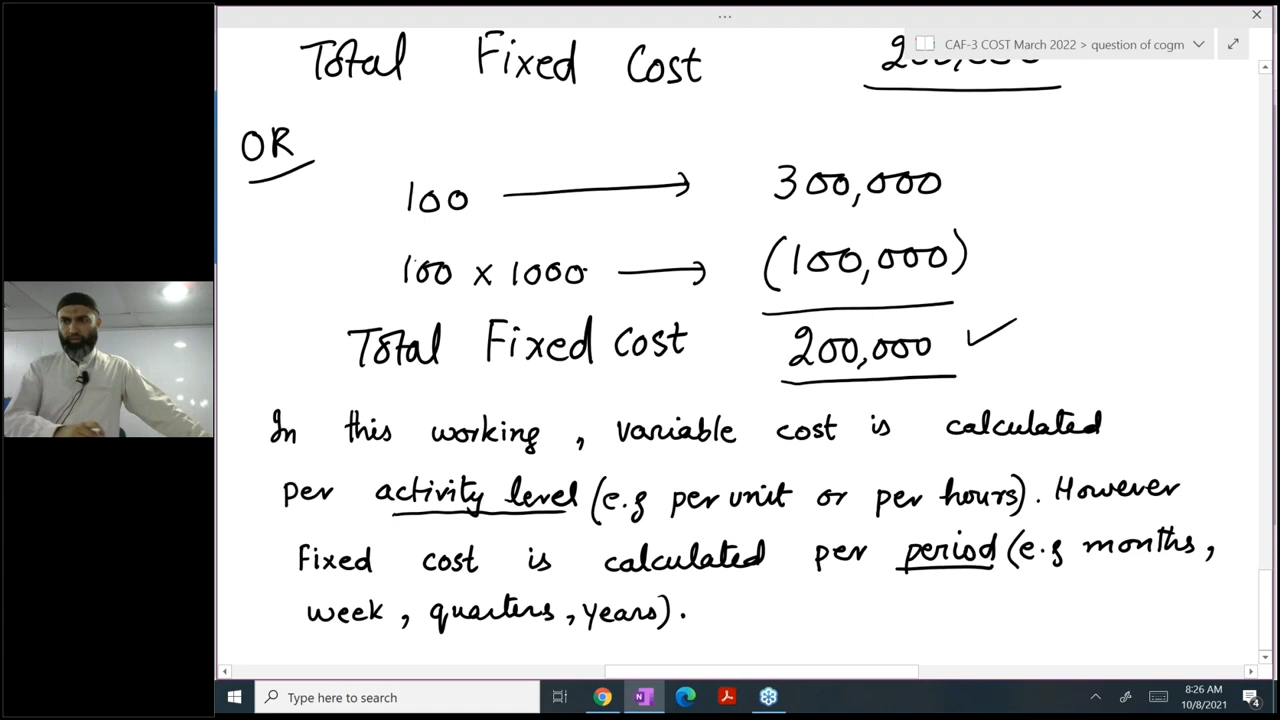 CAF-3 COST March 2022 > question of cogm
Total Fixed Cost 200,000
OR
100 → 300,000
100 x 1000 → (100,000)
Total Fixed cost 200,000 ✓
In this working, variable cost is calculated
per activity level (e.g per unit or per hours). However
Fixed cost is calculated per period (e.g months,
week, quarters, years).
Type here to search
8:26 AM
10/8/2021
4